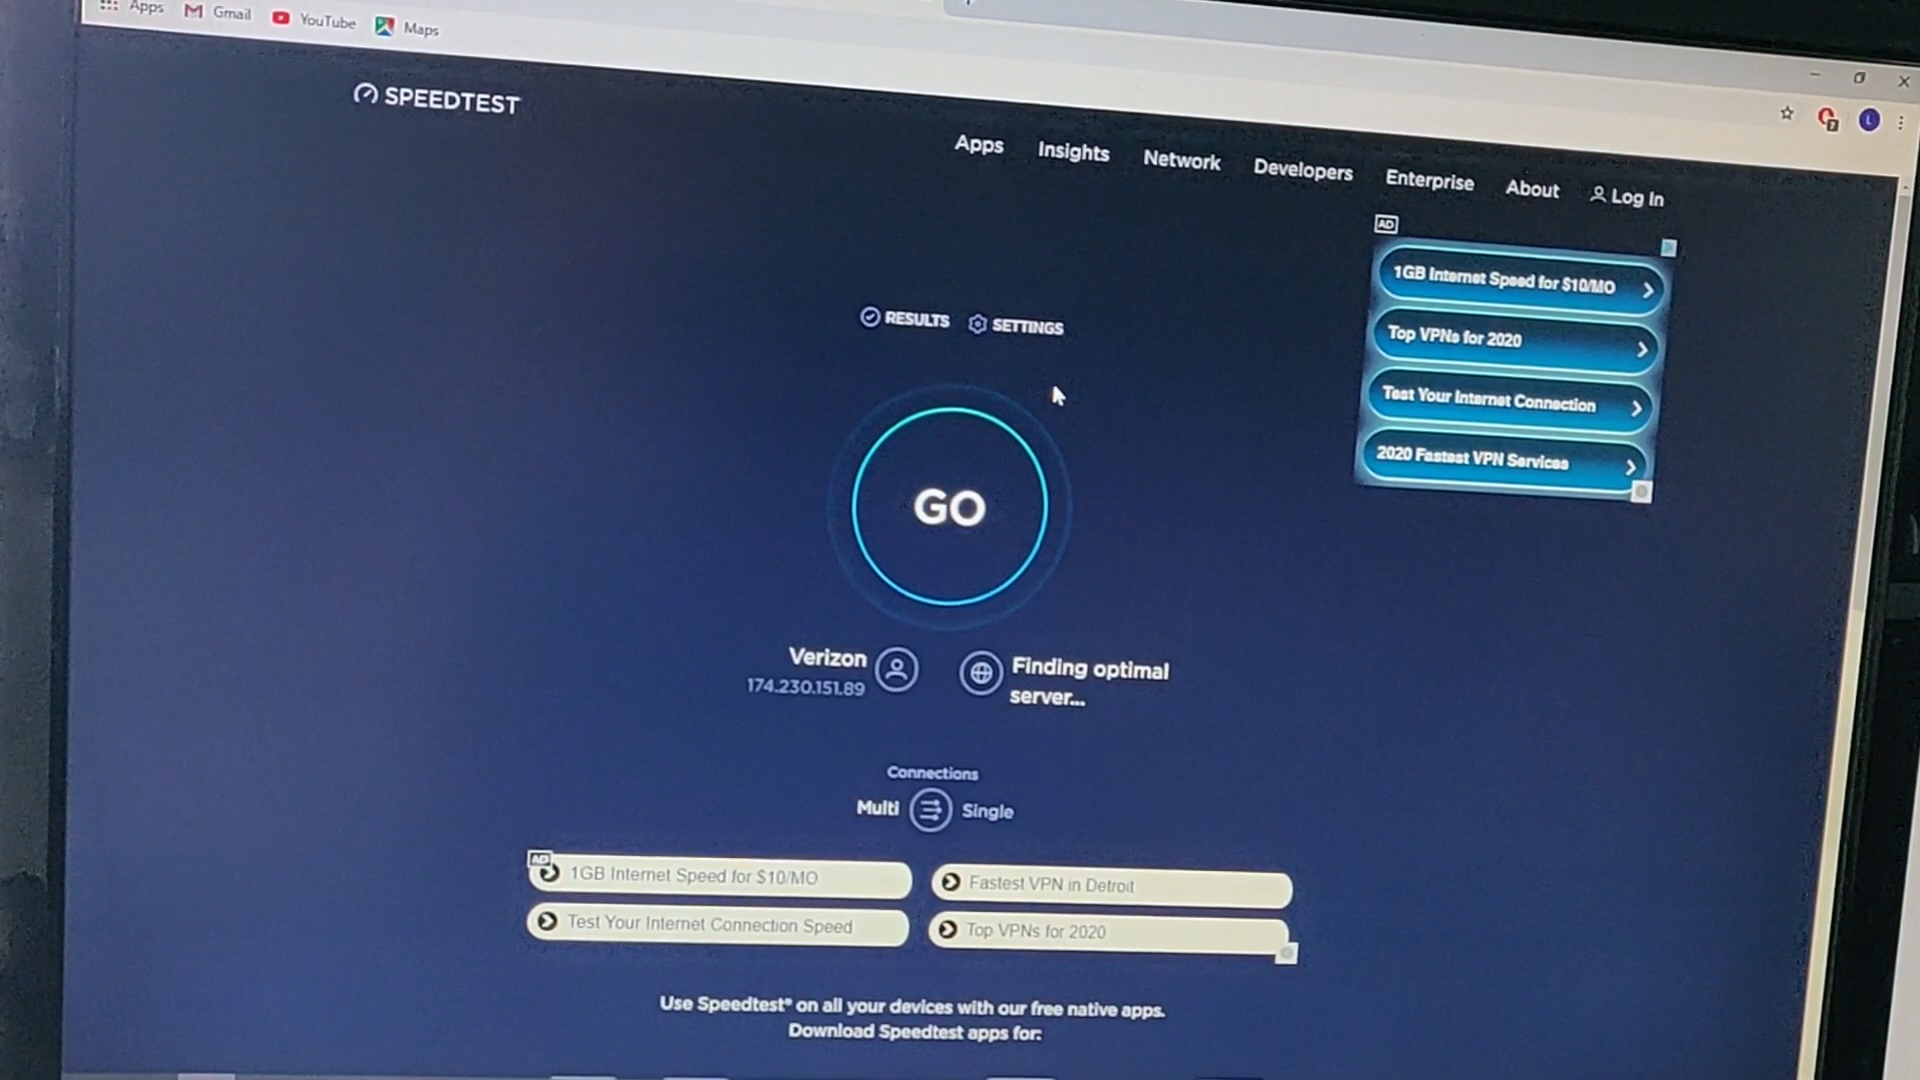 Apps Gmail YouTube Maps
SPEEDTEST
Apps Insights Network Developers Enterprise About Log In
AD
1GB Internet Speed for $10/MO
Top VPNs for 2020
Test Your Internet Connection
2020 Fastest VPN Services
RESULTS SETTINGS
GO
Verizon
174.230.151.89
Finding optimal
server...
Connections
Multi Single
AD
1GB Internet Speed for $10/MO
Fastest VPN in Detroit
Test Your Internet Connection Speed
Top VPNs for 2020
Use Speedtest® on all your devices with our free native apps.
Download Speedtest apps for:
L
7